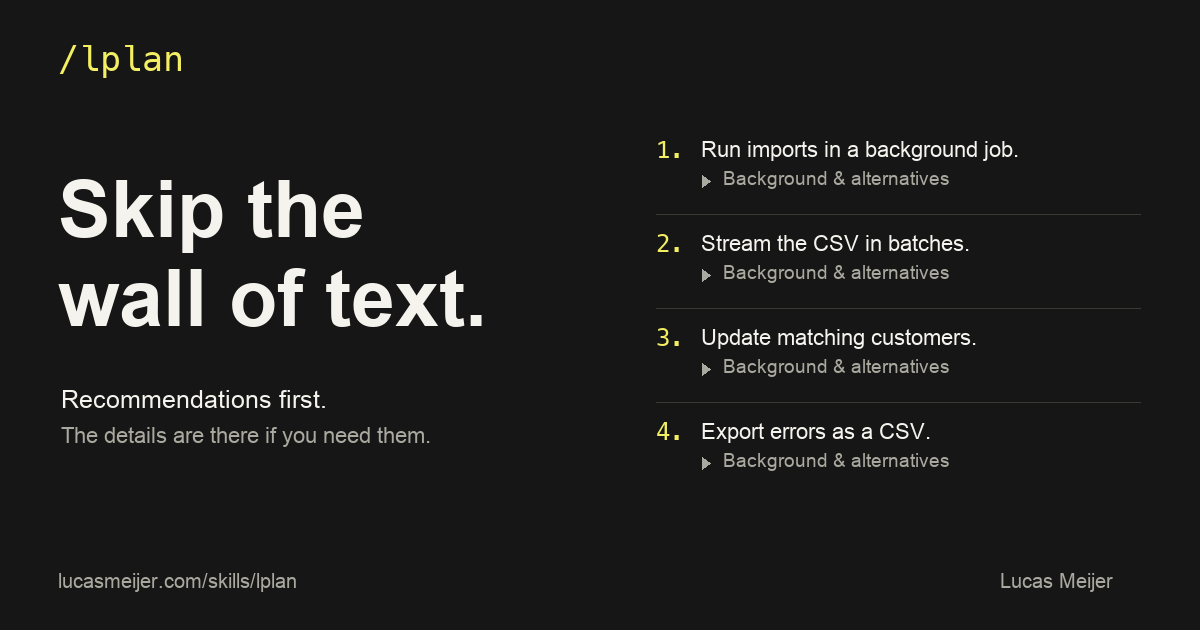 /lplan
Skip the
wall of text.
Recommendations first.
The details are there if you need them.
1. Run imports in a background job.
Background & alternatives
2. Stream the CSV in batches.
Background & alternatives
3. Update matching customers.
Background & alternatives
4. Export errors as a CSV.
Background & alternatives
lucasmeijer.com/skills/lplan
Lucas Meijer